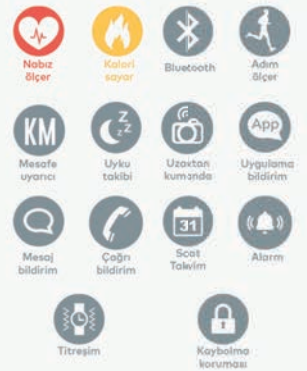 Nabız
ölçer
Kalori
sayar
Bluetooth
Adım
ölçer
KM
Mesafe
uyarıcı
z z z
Uyku
takibi
Uzaktan
kumanda
App
Uygulama
bildirim
Mesaj
bildirim
Çağrı
bildirim
31
Saat
Takvim
Alarm
Titreşim
Kaybolma
koruması